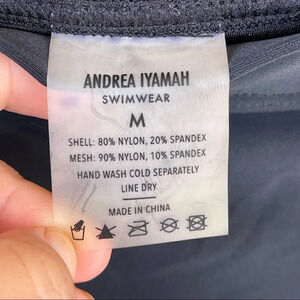 ANDREA IYAMAH
SWIMWEAR
M
SHELL: 80% NYLON, 20% SPANDEX
MESH: 90% NYLON, 10% SPANDEX
HAND WASH COLD SEPARATELY
LINE DRY
MADE IN CHINA